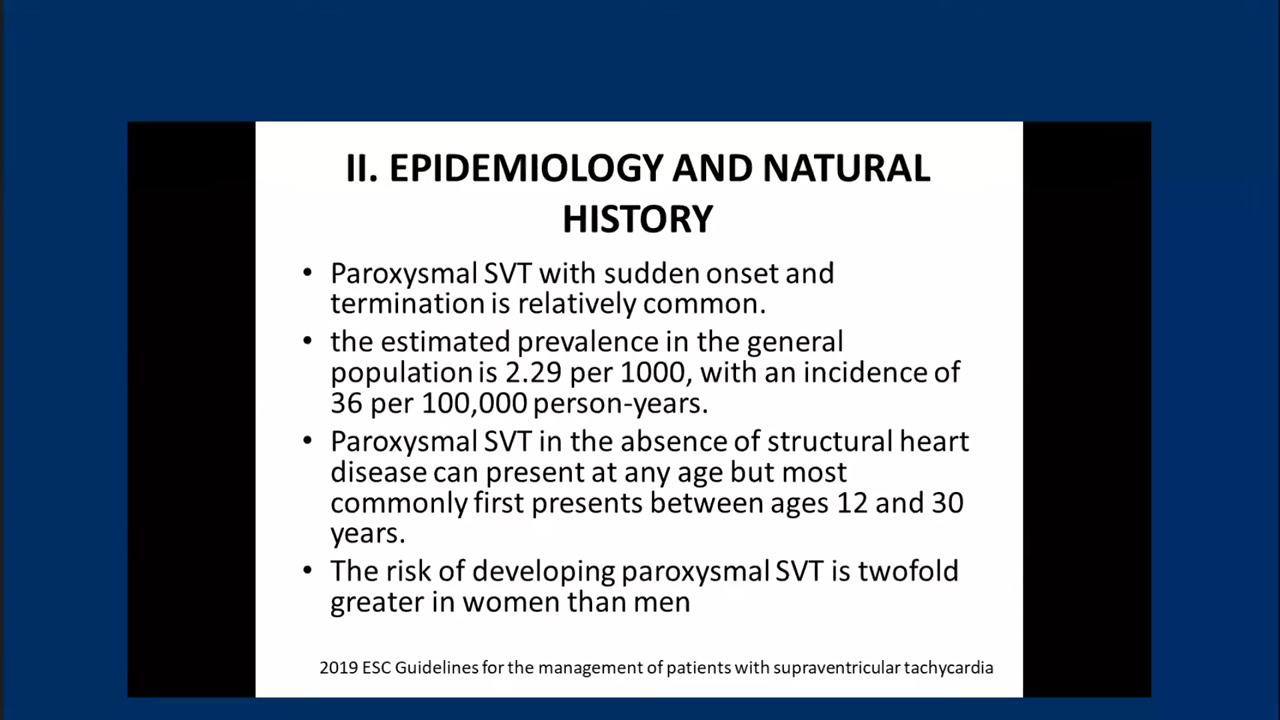 II. EPIDEMIOLOGY AND NATURAL
HISTORY
• Paroxysmal SVT with sudden onset and
termination is relatively common.
• the estimated prevalence in the general
population is 2.29 per 1000, with an incidence of
36 per 100,000 person-years.
• Paroxysmal SVT in the absence of structural heart
disease can present at any age but most
commonly first presents between ages 12 and 30
years.
• The risk of developing paroxysmal SVT is twofold
greater in women than men
2019 ESC Guidelines for the management of patients with supraventricular tachycardia